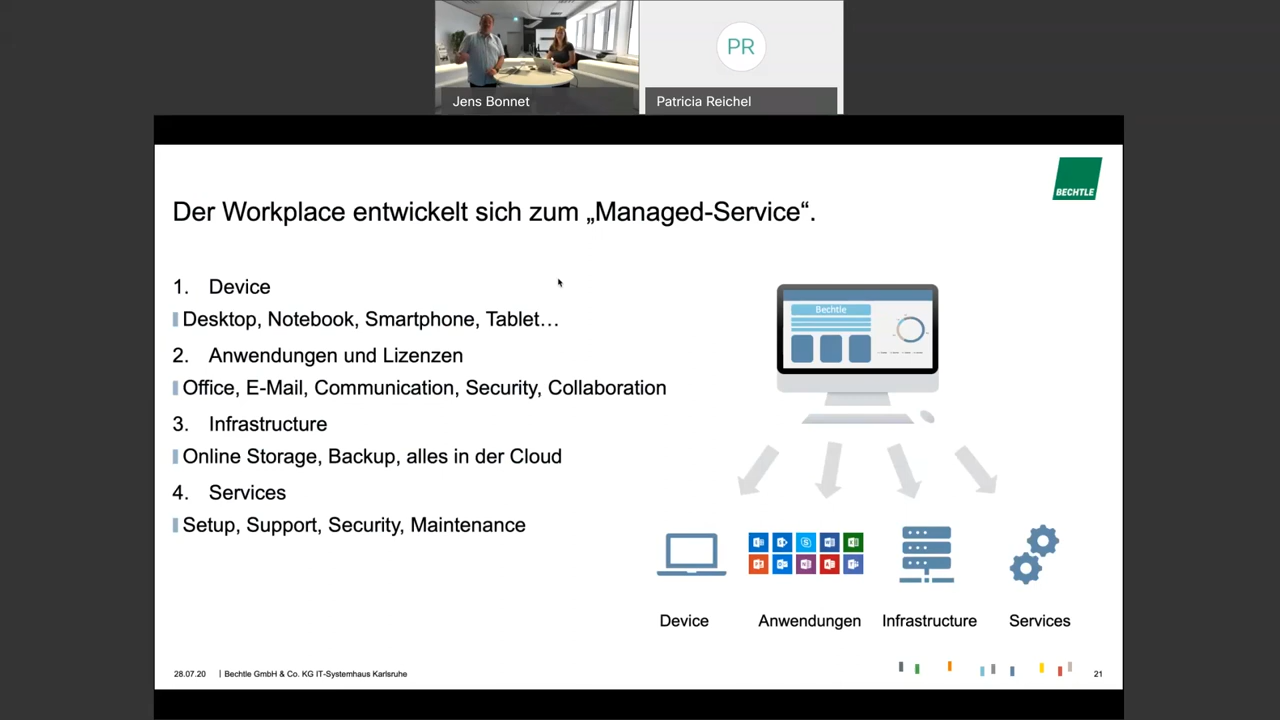 PR
Jens Bonnet
Patricia Reichel
BECHTLE
Der Workplace entwickelt sich zum „Managed-Service“.
1. Device
Desktop, Notebook, Smartphone, Tablet…
2. Anwendungen und Lizenzen
Office, E-Mail, Communication, Security, Collaboration
3. Infrastructure
Online Storage, Backup, alles in der Cloud
4. Services
Setup, Support, Security, Maintenance
Bechtle
Device
Anwendungen
Infrastructure
Services
28.07.20 | Bechtle GmbH & Co. KG IT-Systemhaus Karlsruhe
21